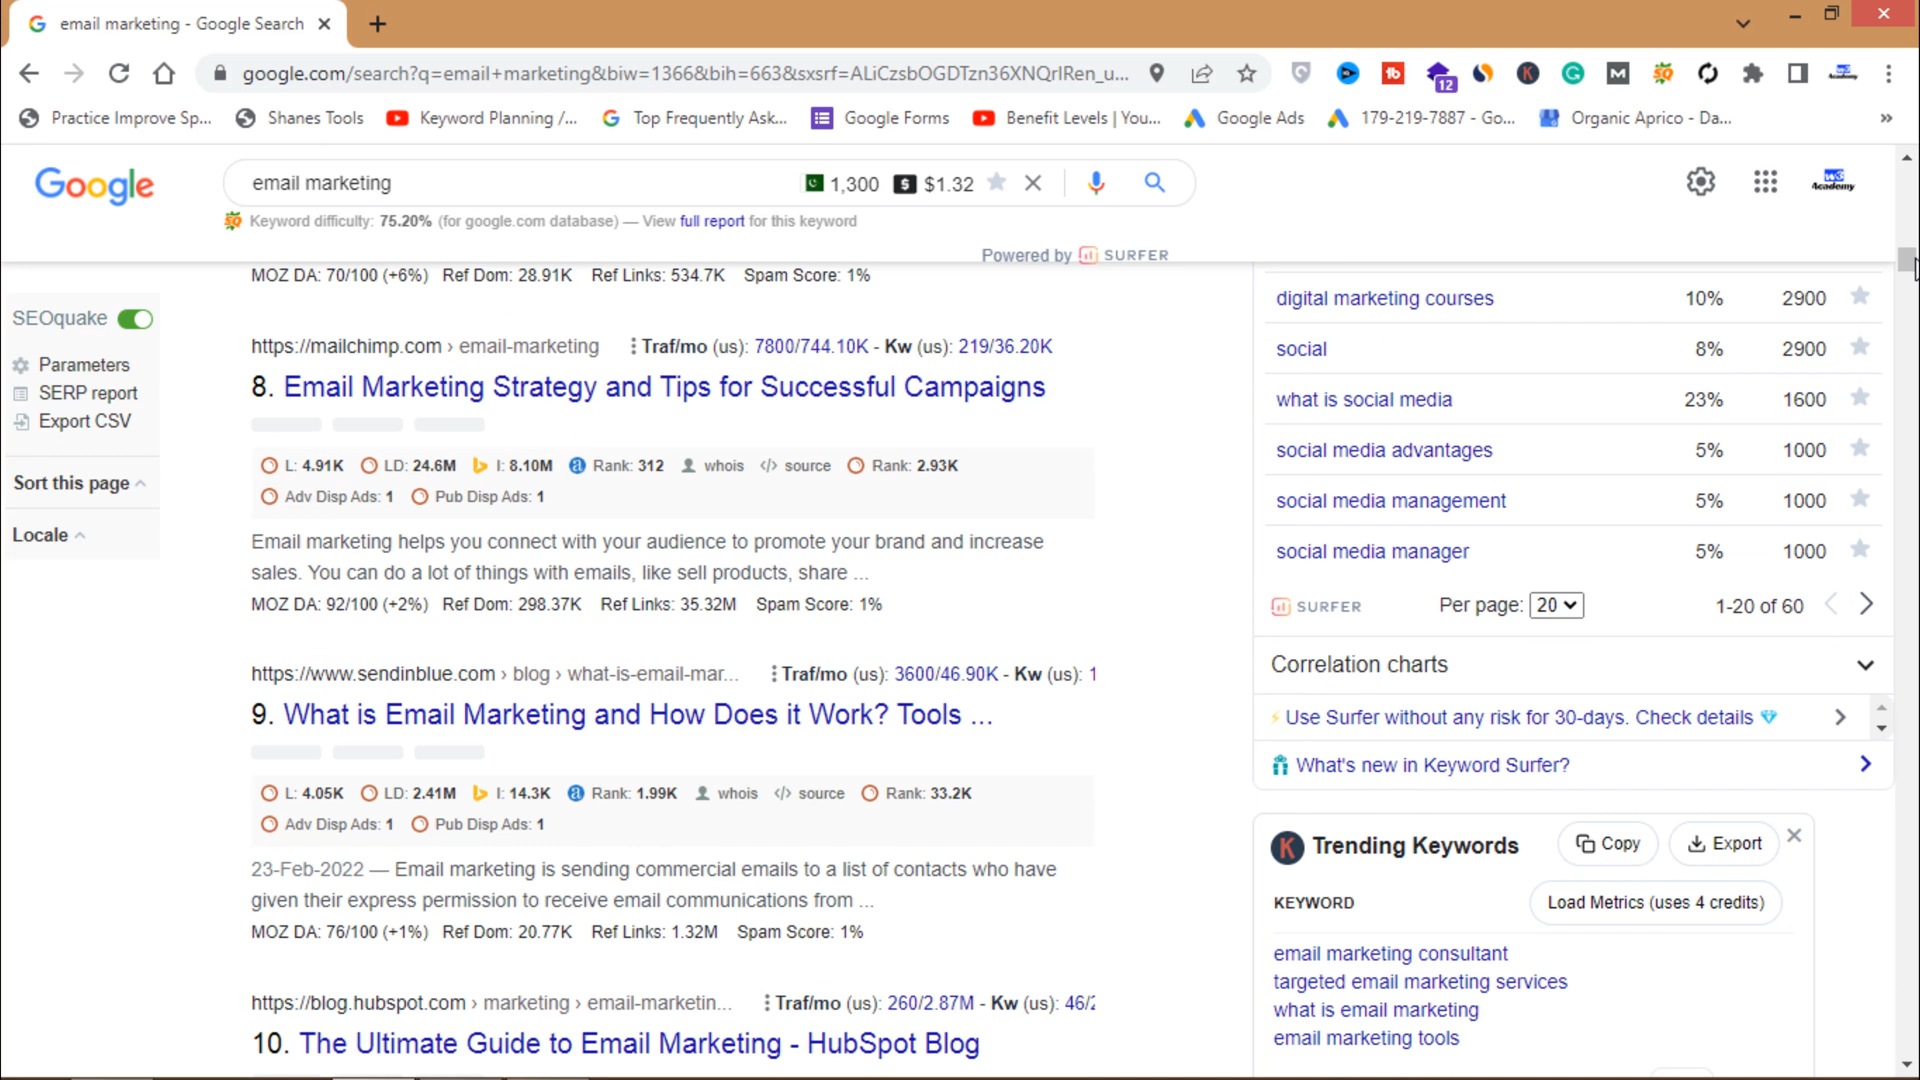 email marketing - Google Search
google.com/search?q=email+marketing&biw=1366&bih=663&sxsrf=ALiCzsbOGDTzn36XNQrIRen_u...
12
Practice Improve Sp...
Shanes Tools
Keyword Planning /...
Top Frequently Ask...
Google Forms
Benefit Levels | You...
Google Ads
179-219-7887 - Go...
Organic Aprico - Da...
Google
email marketing
1,300
$1.32
W3 Academy
Keyword difficulty: 75.20% (for google.com database) — View full report for this keyword
Powered by SURFER
MOZ DA: 70/100 (+6%) Ref Dom: 28.91K Ref Links: 534.7K Spam Score: 1%
SEOquake
Parameters
SERP report
Export CSV
Sort this page
Locale
https://mailchimp.com › email-marketing
Traf/mo (us): 7800/744.10K - Kw (us): 219/36.20K
8. Email Marketing Strategy and Tips for Successful Campaigns
L: 4.91K LD: 24.6M I: 8.10M Rank: 312 whois </> source Rank: 2.93K
Adv Disp Ads: 1 Pub Disp Ads: 1
Email marketing helps you connect with your audience to promote your brand and increase
sales. You can do a lot of things with emails, like sell products, share ...
MOZ DA: 92/100 (+2%) Ref Dom: 298.37K Ref Links: 35.32M Spam Score: 1%
https://www.sendinblue.com › blog › what-is-email-mar...
Traf/mo (us): 3600/46.90K - Kw (us): 1
9. What is Email Marketing and How Does it Work? Tools ...
L: 4.05K LD: 2.41M I: 14.3K Rank: 1.99K whois </> source Rank: 33.2K
Adv Disp Ads: 1 Pub Disp Ads: 1
23-Feb-2022 — Email marketing is sending commercial emails to a list of contacts who have
given their express permission to receive email communications from ...
MOZ DA: 76/100 (+1%) Ref Dom: 20.77K Ref Links: 1.32M Spam Score: 1%
https://blog.hubspot.com › marketing › email-marketin...
Traf/mo (us): 260/2.87M - Kw (us): 46/2
10. The Ultimate Guide to Email Marketing - HubSpot Blog
digital marketing courses 10% 2900
social 8% 2900
what is social media 23% 1600
social media advantages 5% 1000
social media management 5% 1000
social media manager 5% 1000
SURFER Per page: 20 1-20 of 60
Correlation charts
Use Surfer without any risk for 30-days. Check details
What's new in Keyword Surfer?
K Trending Keywords Copy Export
KEYWORD Load Metrics (uses 4 credits)
email marketing consultant
targeted email marketing services
what is email marketing
email marketing tools